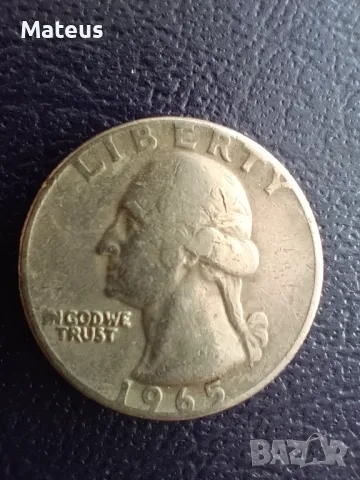 Mateus
LIBERTY
IN GOD WE
TRUST
1965
BAZAR